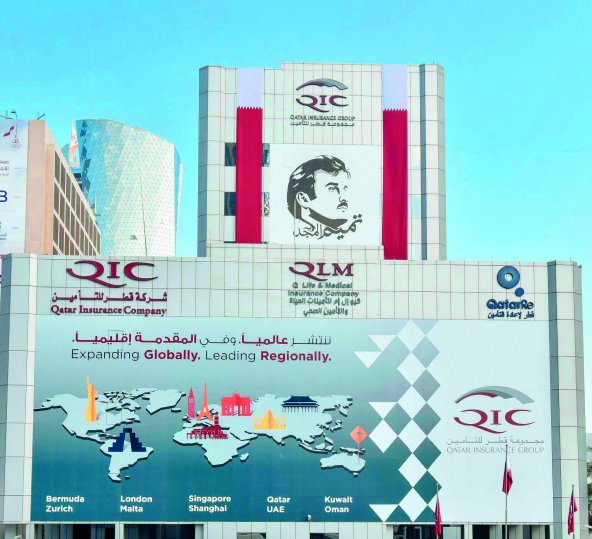 QIC
QATAR INSURANCE GROUP
مجموعة قطر للتأمين
تميم المجد
QIC
شركة قطر للتأمين
Qatar Insurance Company
QLM
Q Life & Medical
Insurance Company
كيو إل إم لتأمينات الحياة
والتأمين الصحي
QatarRe
قطر لإعادة التأمين
ننتشر عالمياً. وفي المقدمة إقليمياً.
Expanding Globally. Leading Regionally.
QIC
مجموعة قطر للتأمين
QATAR INSURANCE GROUP
Bermuda London Singapore Qatar Kuwait
Zurich Malta Shanghai UAE Oman